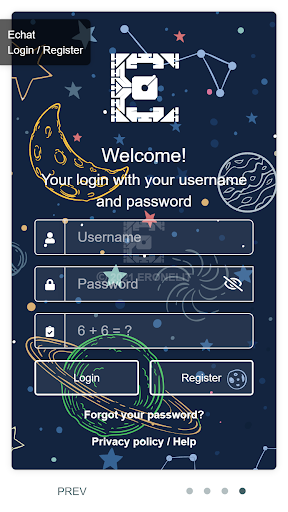 Echat
Login / Register
Welcome!
Your login with your username
and password
Username
Password
6 + 6 = ?
Login
Register
Forgot your password?
Privacy policy / Help
PREV